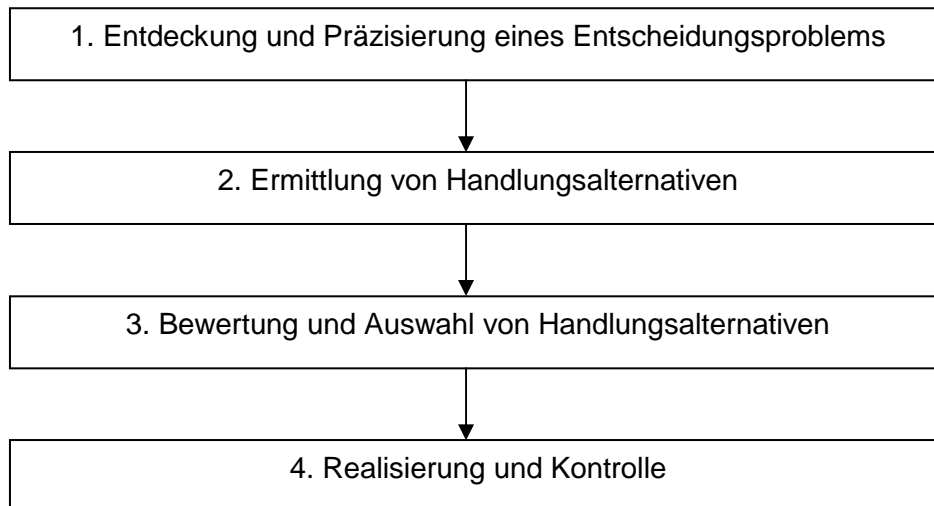 1. Entdeckung und Präzisierung eines Entscheidungsproblems
2. Ermittlung von Handlungsalternativen
3. Bewertung und Auswahl von Handlungsalternativen
4. Realisierung und Kontrolle